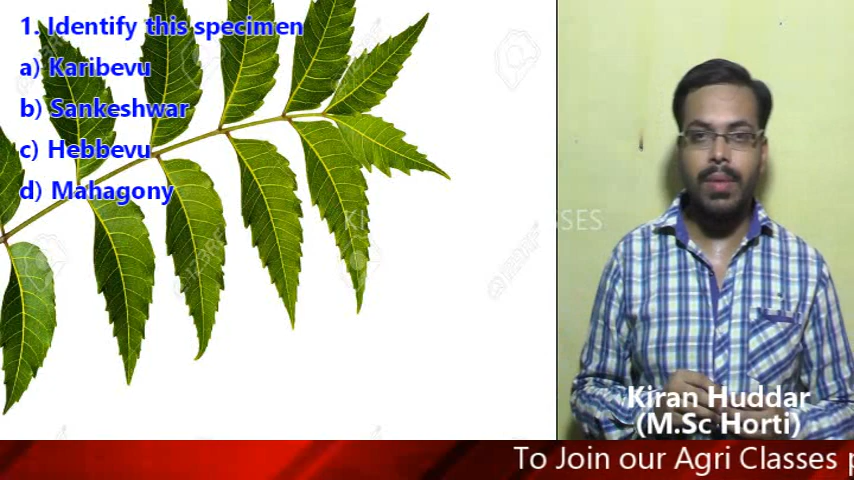 1. Identify this specimen
a) Karibevu
b) Sankeshwar
c) Hebbevu
d) Mahagony
Kiran Huddar
(M.Sc Horti)
To Join our Agri Classes p